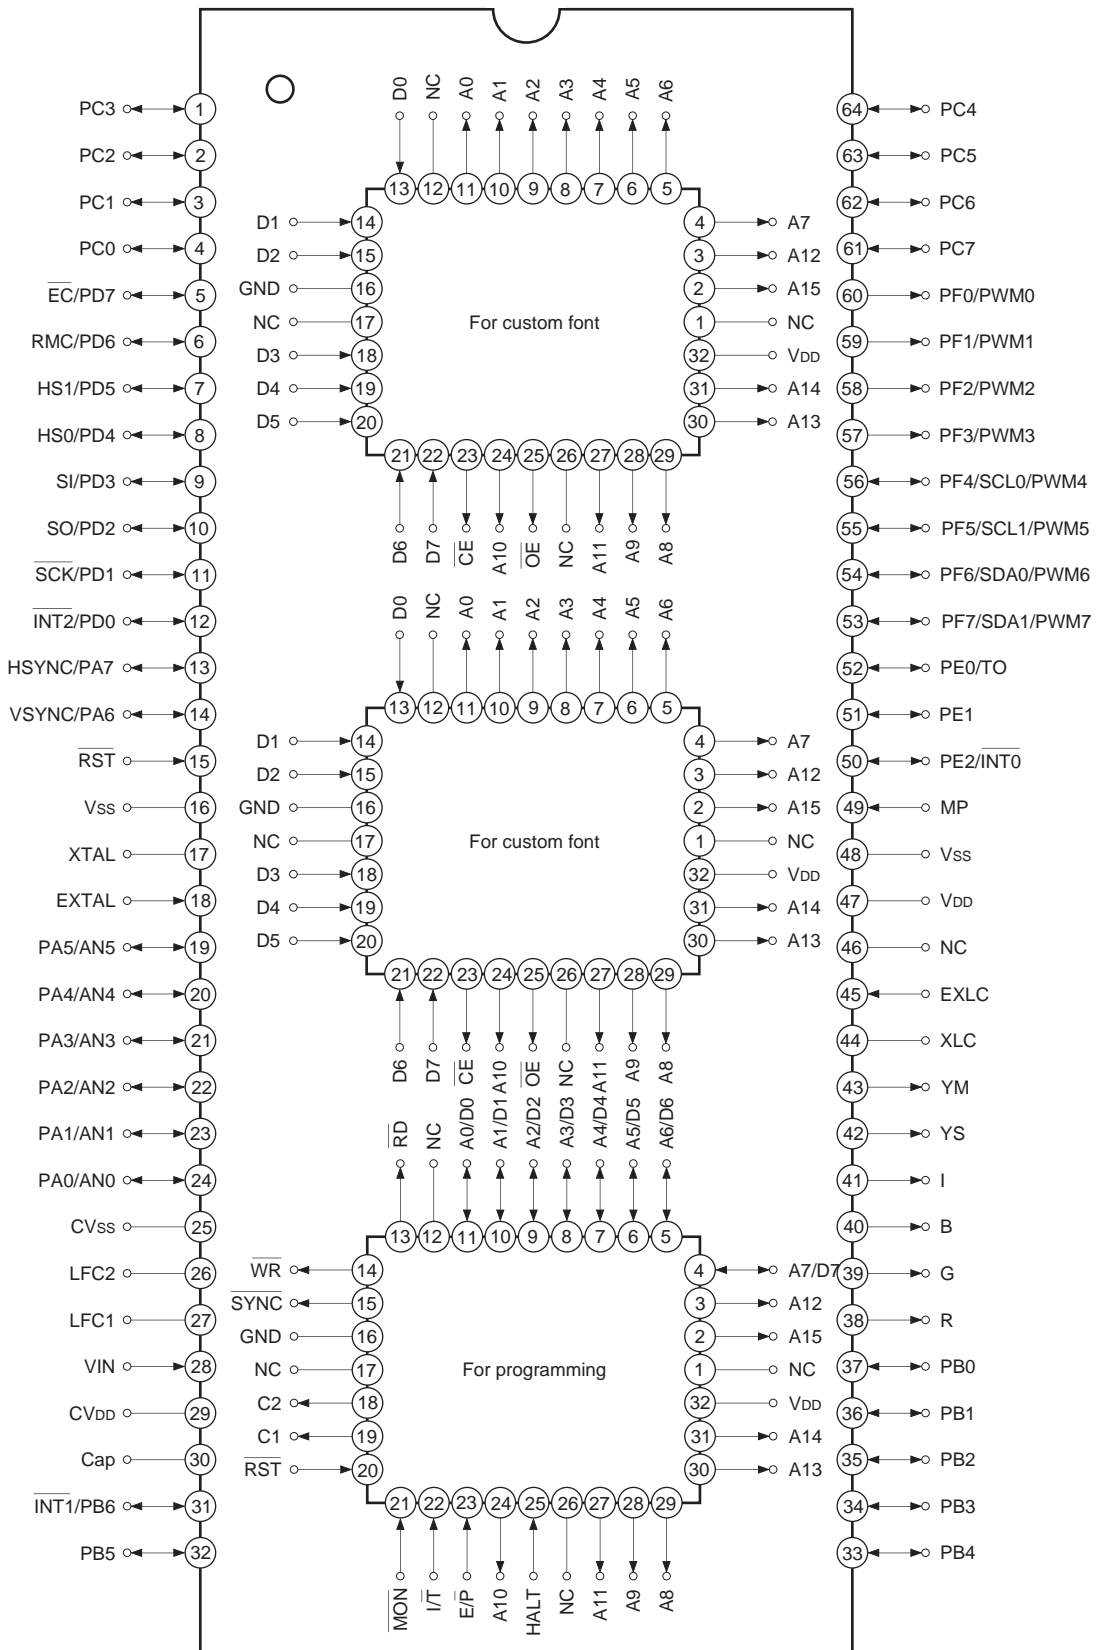 PC3 1
PC2 2
PC1 3
PC0 4
EC/PD7 5
RMC/PD6 6
HS1/PD5 7
HS0/PD4 8
SI/PD3 9
SO/PD2 10
SCK/PD1 11
INT2/PD0 12
HSYNC/PA7 13
VSYNC/PA6 14
RST 15
Vss 16
XTAL 17
EXTAL 18
PA5/AN5 19
PA4/AN4 20
PA3/AN3 21
PA2/AN2 22
PA1/AN1 23
PA0/AN0 24
CVss 25
LFC2 26
LFC1 27
VIN 28
CVDD 29
Cap 30
INT1/PB6 31
PB5 32
D0 NC A0 A1 A2 A3 A4 A5 A6
13 12 11 10 9 8 7 6 5
D1 14
D2 15
GND 16
NC 17
D3 18
D4 19
D5 20
For custom font
4 A7
3 A12
2 A15
1 NC
32 VDD
31 A14
30 A13
21 22 23 24 25 26 27 28 29
D6 D7 CE A10 OE NC A11 A9 A8
D0 NC A0 A1 A2 A3 A4 A5 A6
13 12 11 10 9 8 7 6 5
D1 14
D2 15
GND 16
NC 17
D3 18
D4 19
D5 20
For custom font
4 A7
3 A12
2 A15
1 NC
32 VDD
31 A14
30 A13
21 22 23 24 25 26 27 28 29
D6 D7 CE A10 OE NC A11 A9 A8
RD NC A0/D0 A1/D1 A2/D2 A3/D3 A4/D4 A5/D5 A6/D6
13 12 11 10 9 8 7 6 5
WR 14
SYNC 15
GND 16
NC 17
C2 18
C1 19
RST 20
For programming
4 A7/D7
3 A12
2 A15
1 NC
32 VDD
31 A14
30 A13
21 22 23 24 25 26 27 28 29
MON I/T E/P A10 HALT NC A11 A9 A8
64 PC4
63 PC5
62 PC6
61 PC7
60 PF0/PWM0
59 PF1/PWM1
58 PF2/PWM2
57 PF3/PWM3
56 PF4/SCL0/PWM4
55 PF5/SCL1/PWM5
54 PF6/SDA0/PWM6
53 PF7/SDA1/PWM7
52 PE0/TO
51 PE1
50 PE2/INT0
49 MP
48 Vss
47 VDD
46 NC
45 EXLC
44 XLC
43 YM
42 YS
41 I
40 B
39 G
38 R
37 PB0
36 PB1
35 PB2
34 PB3
33 PB4